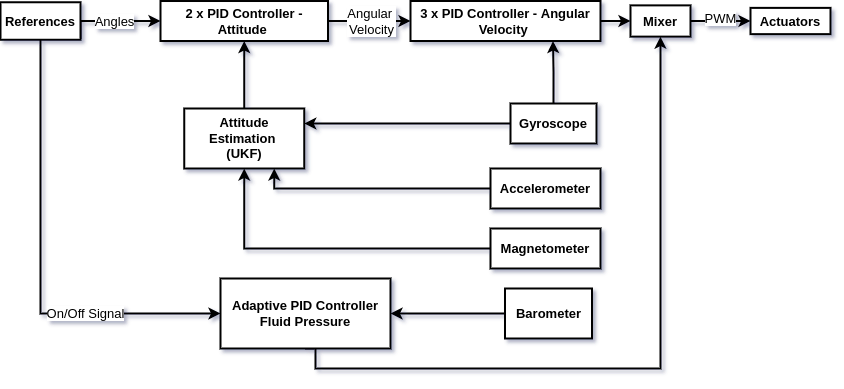 References
Angles
2 x PID Controller -
Attitude
Angular
Velocity
3 x PID Controller - Angular
Velocity
Mixer
PWM
Actuators
Attitude
Estimation
(UKF)
Gyroscope
Accelerometer
Magnetometer
On/Off Signal
Adaptive PID Controller
Fluid Pressure
Barometer